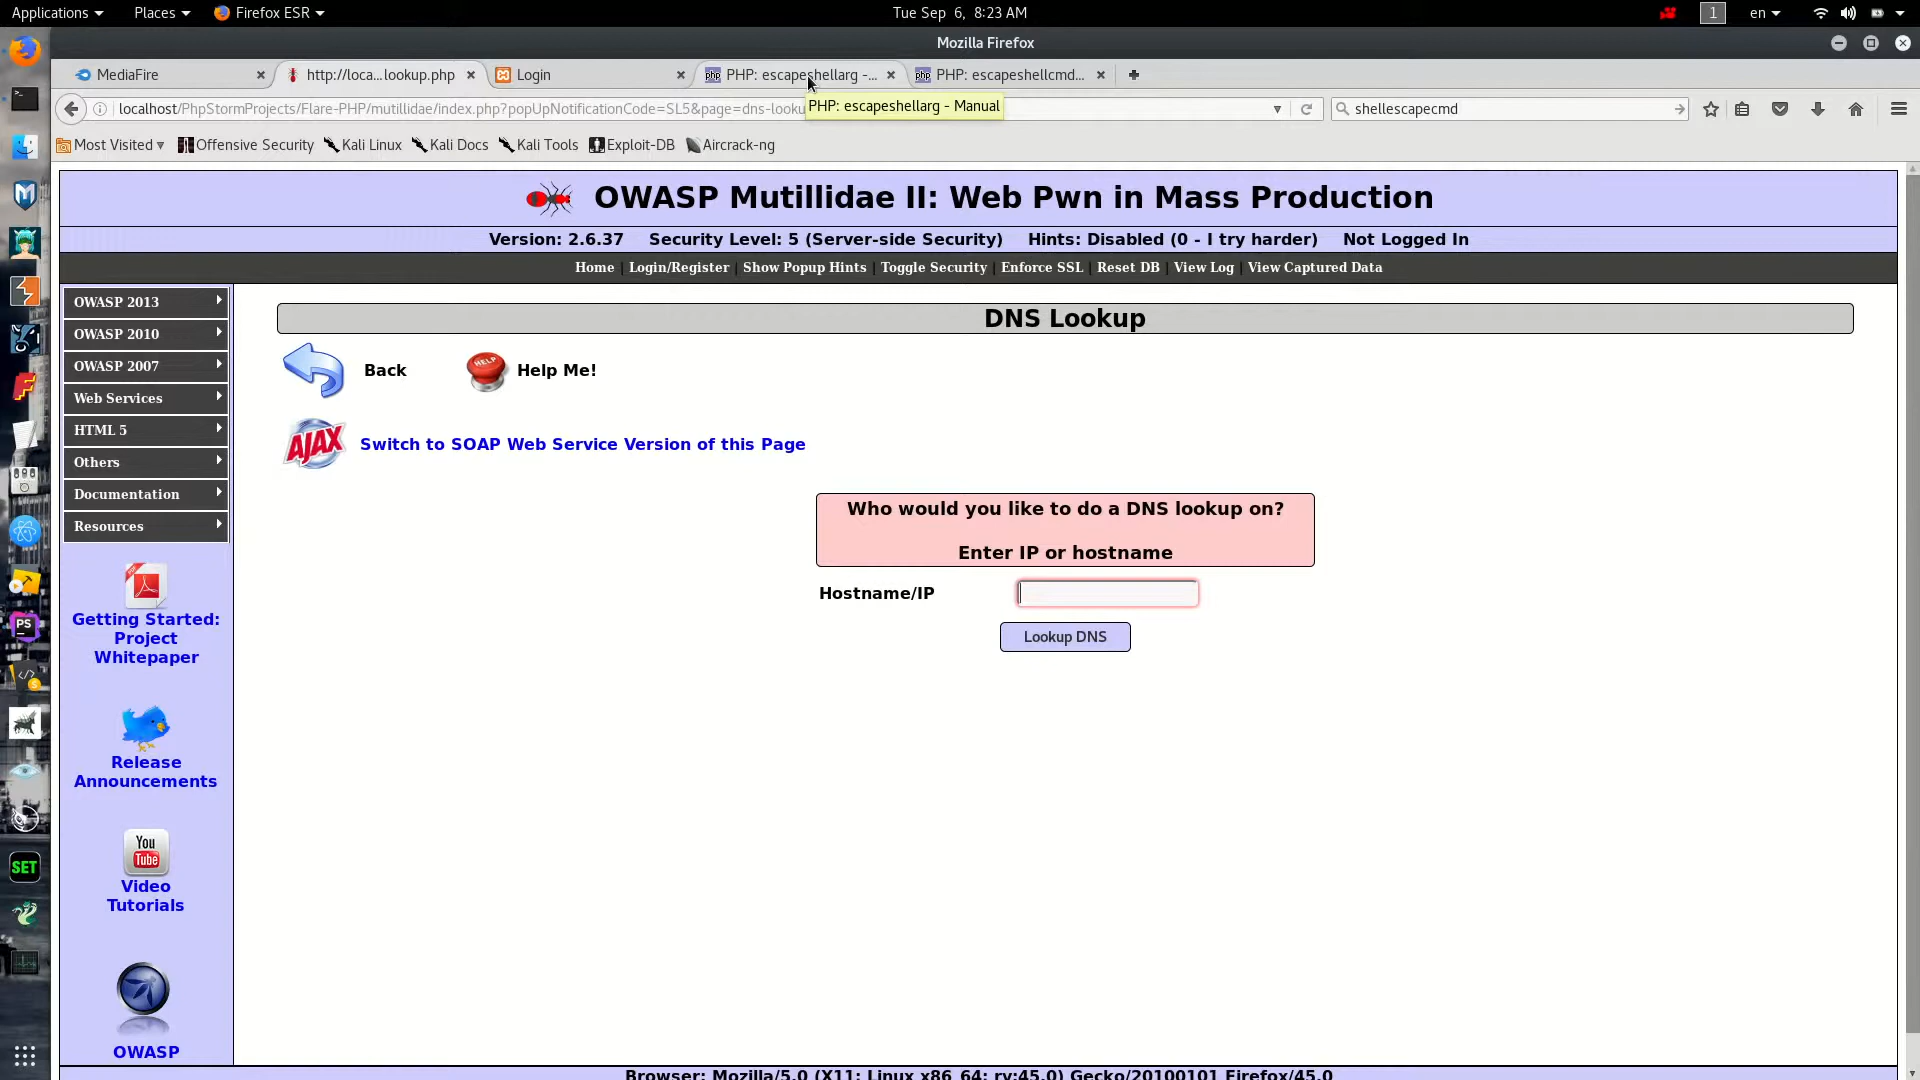 Applications ▾ Places ▾ Firefox ESR ▾ Tue Sep 6, 8:23 AM 1 en ▾
Mozilla Firefox
MediaFire × http://loca...lookup.php × Login × PHP: escapeshellarg -... × PHP: escapeshellcmd... ×
localhost/PhpStormProjects/Flare-PHP/mutillidae/index.php?popUpNotificationCode=SL5&page=dns-looku
PHP: escapeshellarg - Manual
shellescapecmd
Most Visited ▾ Offensive Security Kali Linux Kali Docs Kali Tools Exploit-DB Aircrack-ng
OWASP Mutillidae II: Web Pwn in Mass Production
Version: 2.6.37 Security Level: 5 (Server-side Security) Hints: Disabled (0 - I try harder) Not Logged In
Home | Login/Register | Show Popup Hints | Toggle Security | Enforce SSL | Reset DB | View Log | View Captured Data
OWASP 2013
OWASP 2010
OWASP 2007
Web Services
HTML 5
Others
Documentation
Resources
PDF
Getting Started:
Project
Whitepaper
Release
Announcements
You
Tube
Video
Tutorials
OWASP
DNS Lookup
Back HELP Help Me!
AJAX Switch to SOAP Web Service Version of this Page
Who would you like to do a DNS lookup on?
Enter IP or hostname
Hostname/IP
Lookup DNS
Browser: Mozilla/5.0 (X11; Linux x86_64; rv:45.0) Gecko/20100101 Firefox/45.0
PS
SET